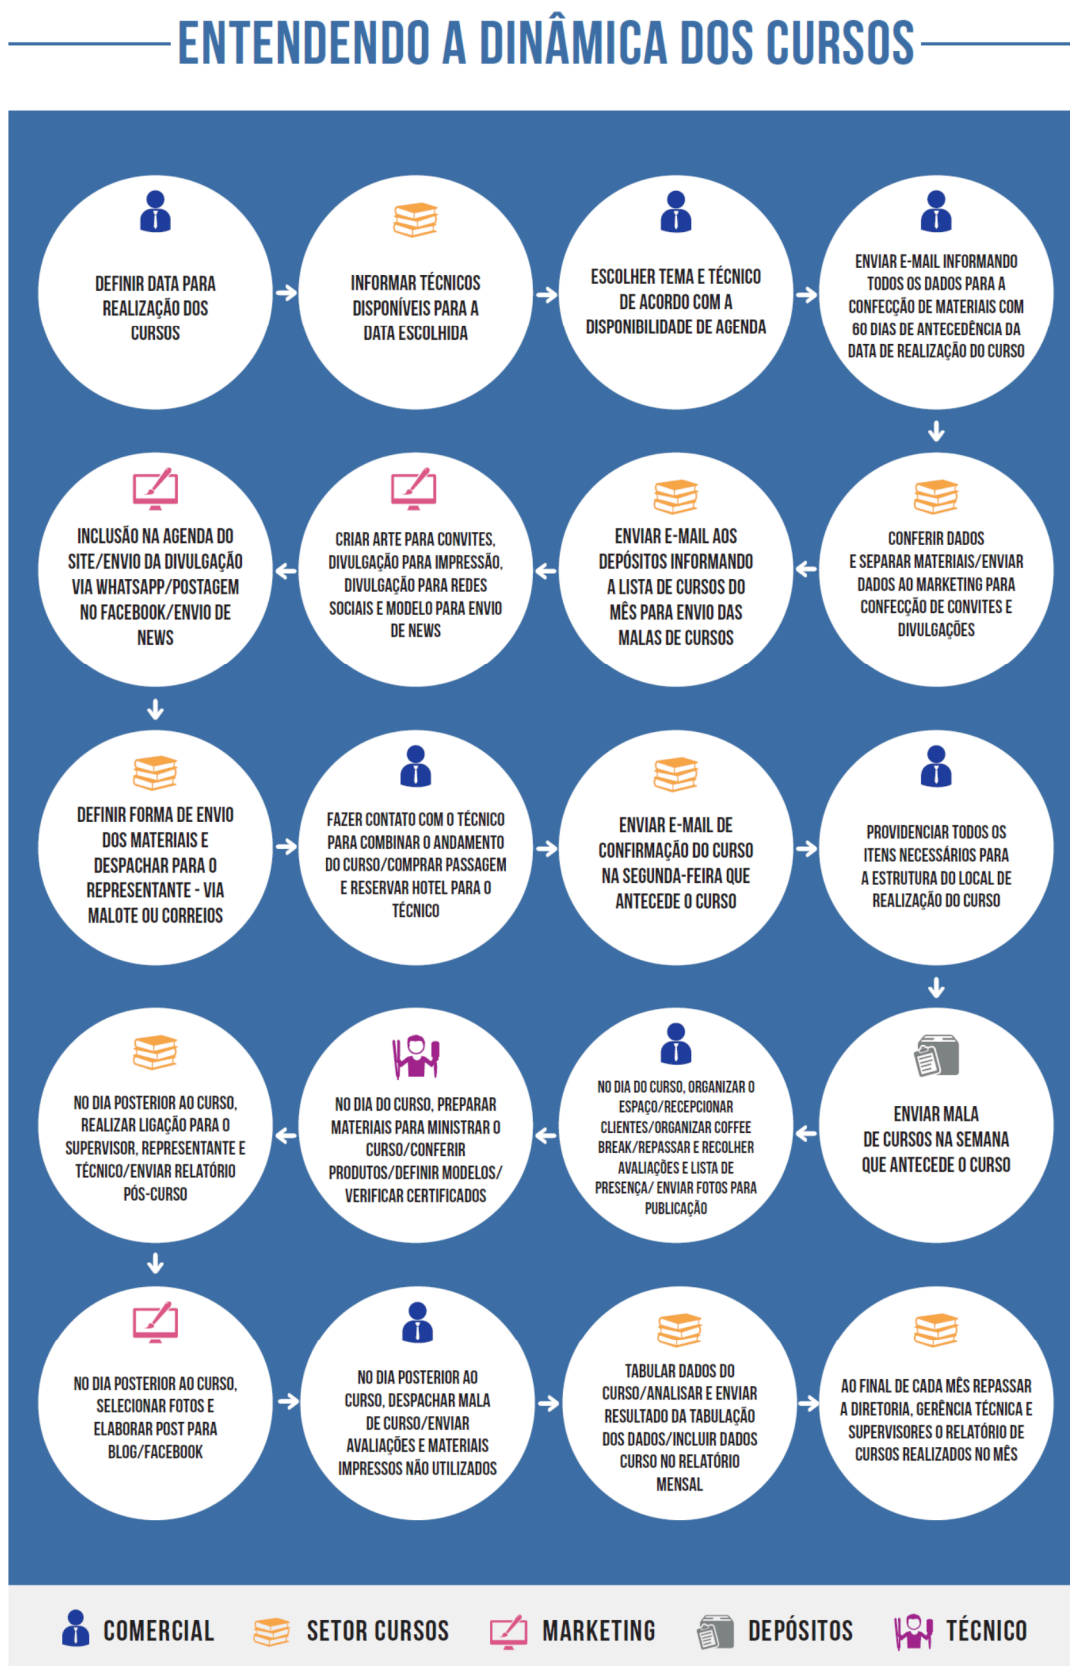 ENTENDENDO A DINÂMICA DOS CURSOS
DEFINIR DATA PARA
REALIZAÇÃO DOS
CURSOS
INFORMAR TÉCNICOS
DISPONÍVEIS PARA A
DATA ESCOLHIDA
ESCOLHER TEMA E TÉCNICO
DE ACORDO COM A
DISPONIBILIDADE DE AGENDA
ENVIAR E-MAIL INFORMANDO
TODOS OS DADOS PARA A
CONFECÇÃO DE MATERIAIS COM
60 DIAS DE ANTECEDÊNCIA DA
DATA DE REALIZAÇÃO DO CURSO
CONFERIR DADOS
E SEPARAR MATERIAIS/ENVIAR
DADOS AO MARKETING PARA
CONFECÇÃO DE CONVITES E
DIVULGAÇÕES
ENVIAR E-MAIL AOS
DEPÓSITOS INFORMANDO
A LISTA DE CURSOS DO
MÊS PARA ENVIO DAS
MALAS DE CURSOS
CRIAR ARTE PARA CONVITES,
DIVULGAÇÃO PARA IMPRESSÃO,
DIVULGAÇÃO PARA REDES
SOCIAIS E MODELO PARA ENVIO
DE NEWS
INCLUSÃO NA AGENDA DO
SITE/ENVIO DA DIVULGAÇÃO
VIA WHATSAPP/POSTAGEM
NO FACEBOOK/ENVIO DE
NEWS
DEFINIR FORMA DE ENVIO
DOS MATERIAIS E
DESPACHAR PARA O
REPRESENTANTE - VIA
MALOTE OU CORREIOS
FAZER CONTATO COM O TÉCNICO
PARA COMBINAR O ANDAMENTO
DO CURSO/COMPRAR PASSAGEM
E RESERVAR HOTEL PARA O
TÉCNICO
ENVIAR E-MAIL DE
CONFIRMAÇÃO DO CURSO
NA SEGUNDA-FEIRA QUE
ANTECEDE O CURSO
PROVIDENCIAR TODOS OS
ITENS NECESSÁRIOS PARA
A ESTRUTURA DO LOCAL DE
REALIZAÇÃO DO CURSO
ENVIAR MALA
DE CURSOS NA SEMANA
QUE ANTECEDE O CURSO
NO DIA DO CURSO, ORGANIZAR O
ESPAÇO/RECEPCIONAR
CLIENTES/ORGANIZAR COFFEE
BREAK/REPASSAR E RECOLHER
AVALIAÇÕES E LISTA DE
PRESENÇA/ ENVIAR FOTOS PARA
PUBLICAÇÃO
NO DIA DO CURSO, PREPARAR
MATERIAIS PARA MINISTRAR O
CURSO/CONFERIR
PRODUTOS/DEFINIR MODELOS/
VERIFICAR CERTIFICADOS
NO DIA POSTERIOR AO CURSO,
REALIZAR LIGAÇÃO PARA O
SUPERVISOR, REPRESENTANTE E
TÉCNICO/ENVIAR RELATÓRIO
PÓS-CURSO
NO DIA POSTERIOR AO CURSO,
SELECIONAR FOTOS E
ELABORAR POST PARA
BLOG/FACEBOOK
NO DIA POSTERIOR AO
CURSO, DESPACHAR MALA
DE CURSO/ENVIAR
AVALIAÇÕES E MATERIAIS
IMPRESSOS NÃO UTILIZADOS
TABULAR DADOS DO
CURSO/ANALISAR E ENVIAR
RESULTADO DA TABULAÇÃO
DOS DADOS/INCLUIR DADOS
CURSO NO RELATÓRIO
MENSAL
AO FINAL DE CADA MÊS REPASSAR
A DIRETORIA, GERÊNCIA TÉCNICA E
SUPERVISORES O RELATÓRIO DE
CURSOS REALIZADOS NO MÊS
COMERCIAL
SETOR CURSOS
MARKETING
DEPÓSITOS
TÉCNICO